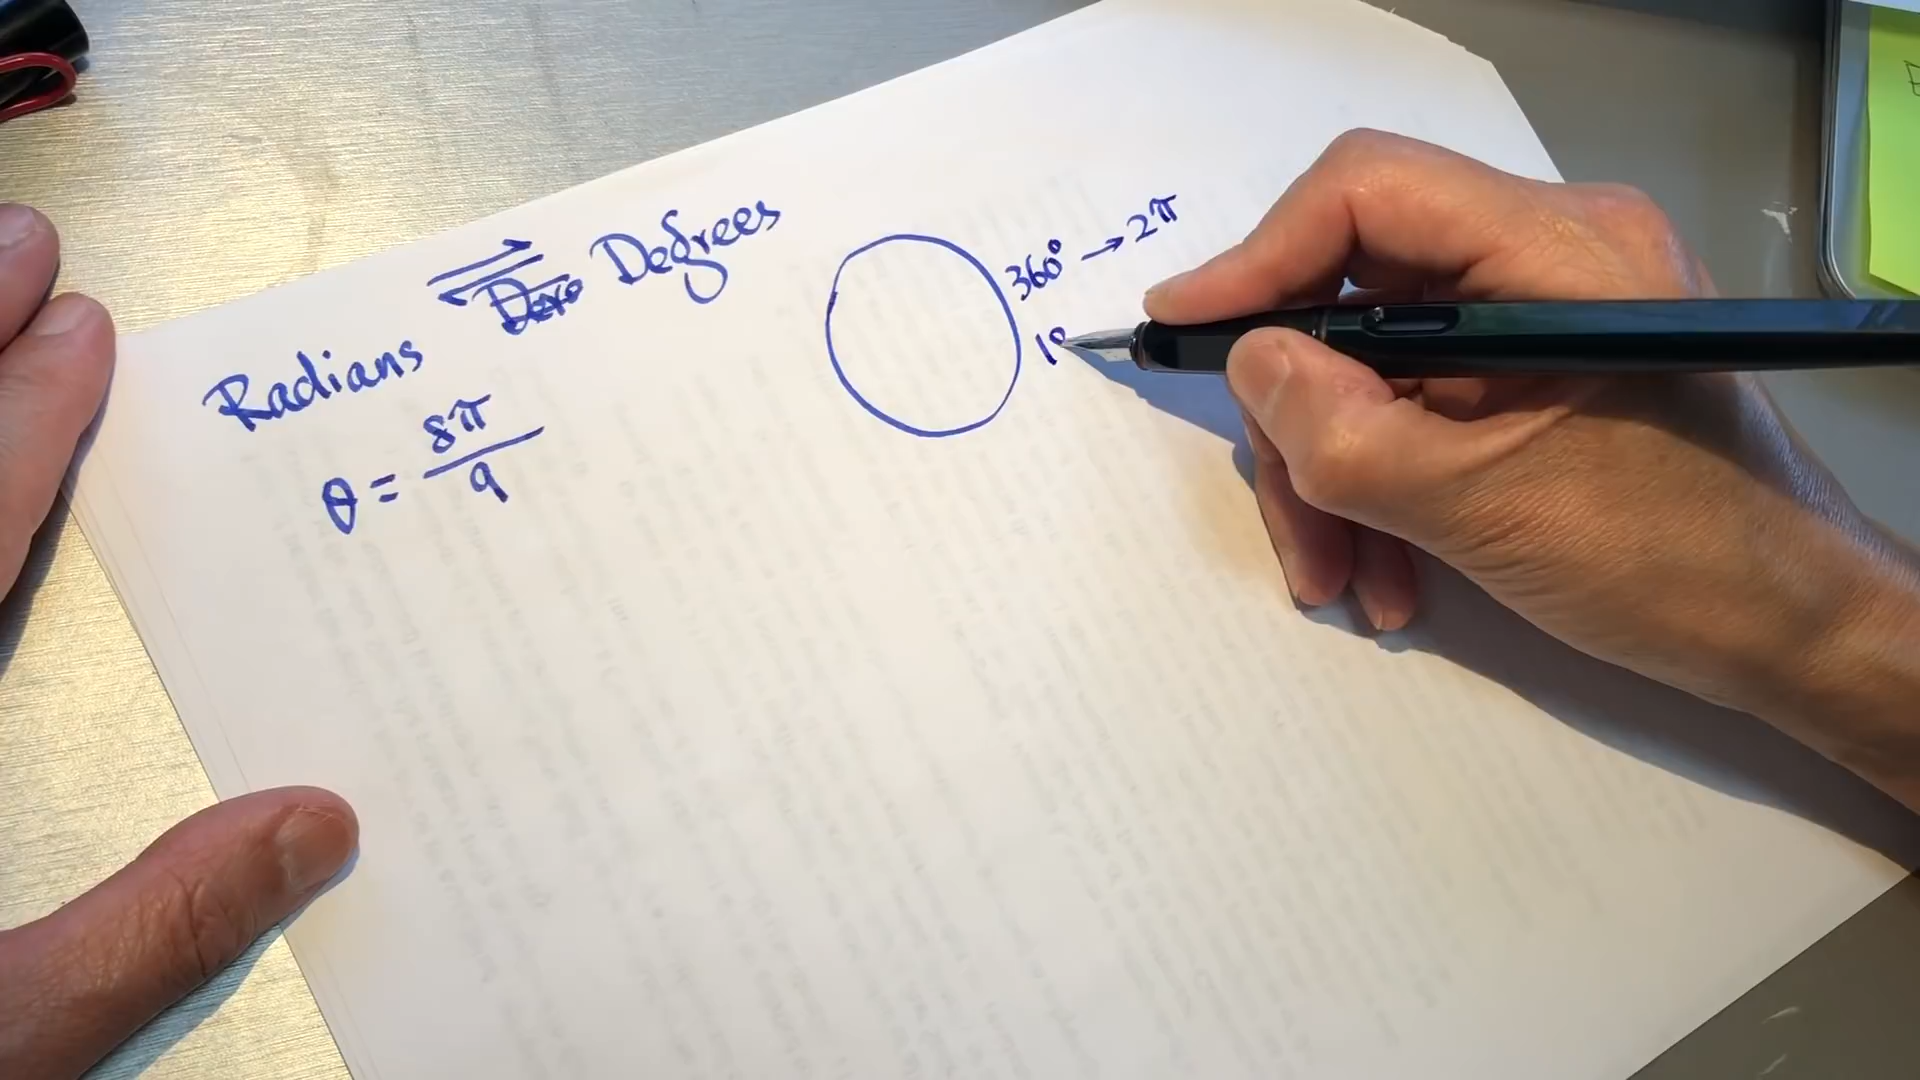 Radians ⇌ Degrees
θ = 8π/9
360° → 2π
1°